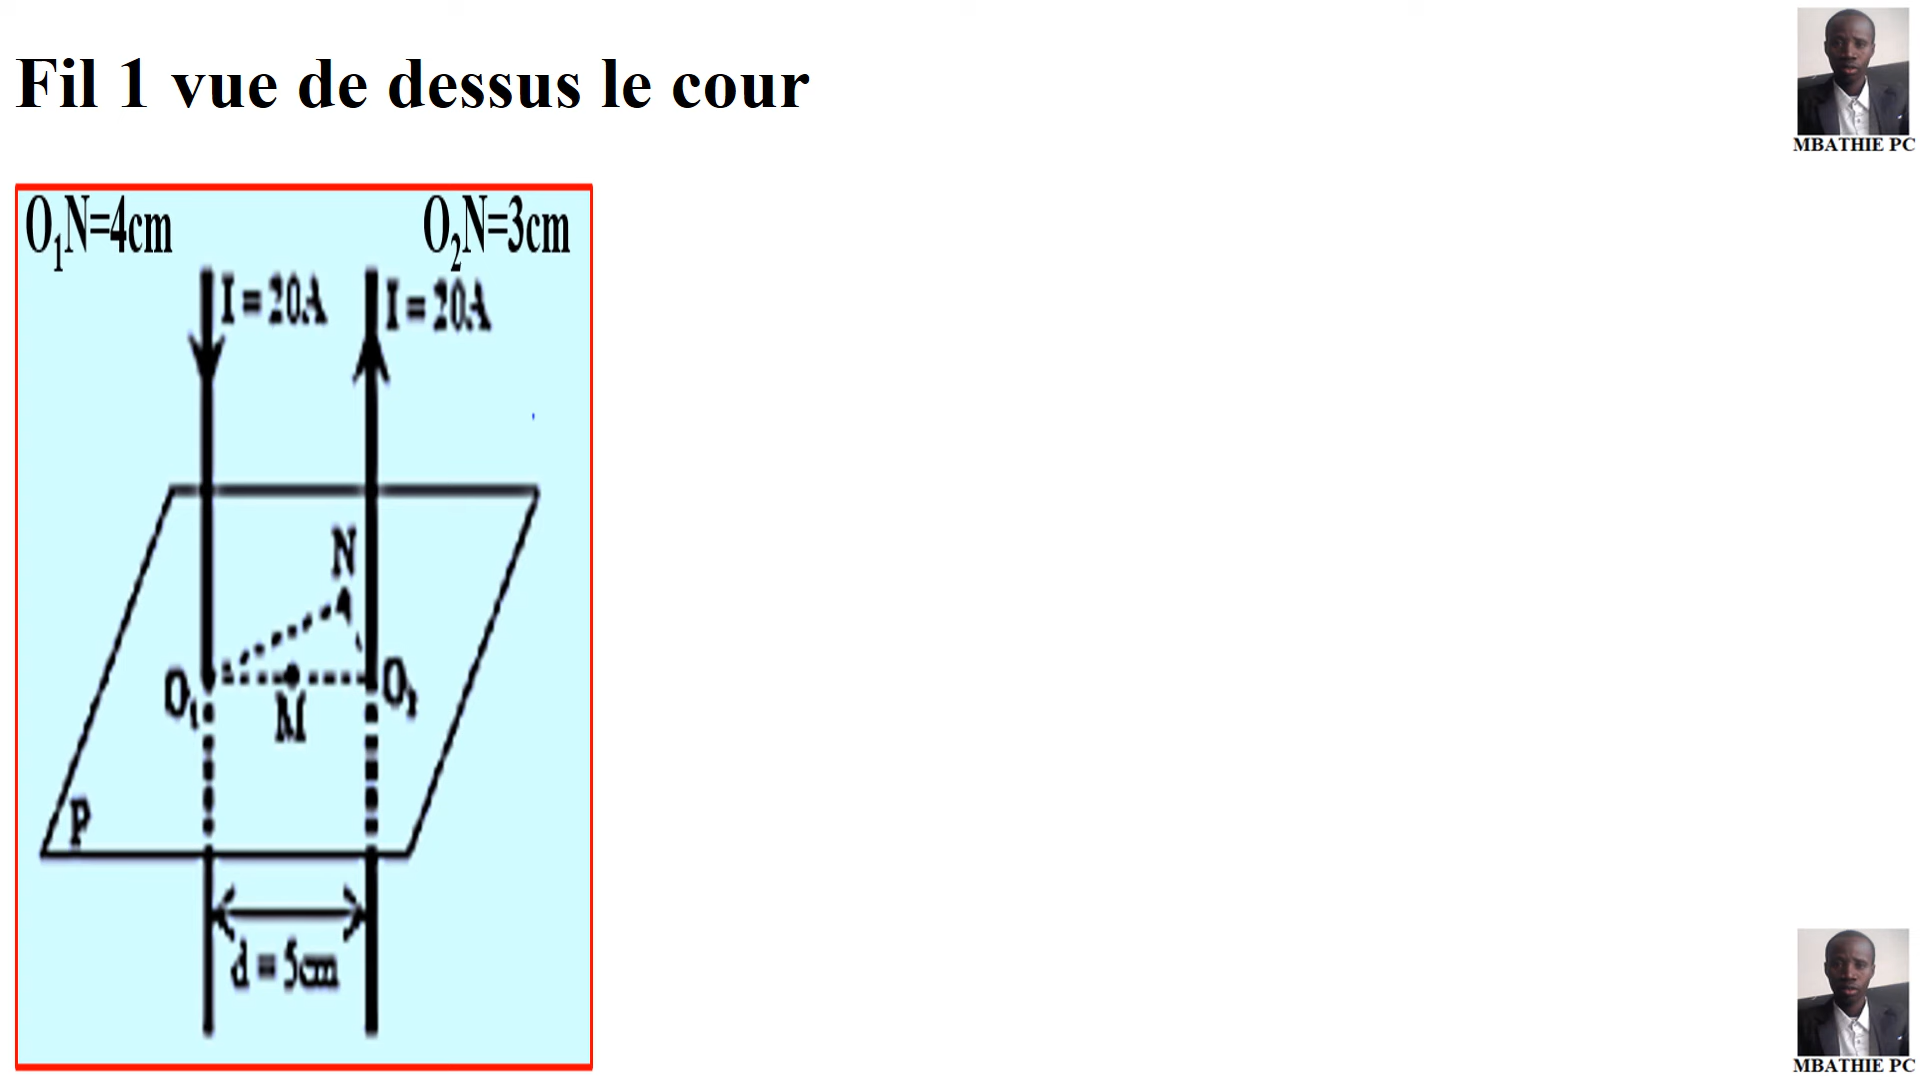 Fil 1 vue de dessus le cour
MBATHIE PC
O₁N=4cm
O₂N=3cm
I = 20A
I = 20A
N
O₁
M
O₂
P
d = 5cm
MBATHIE PC